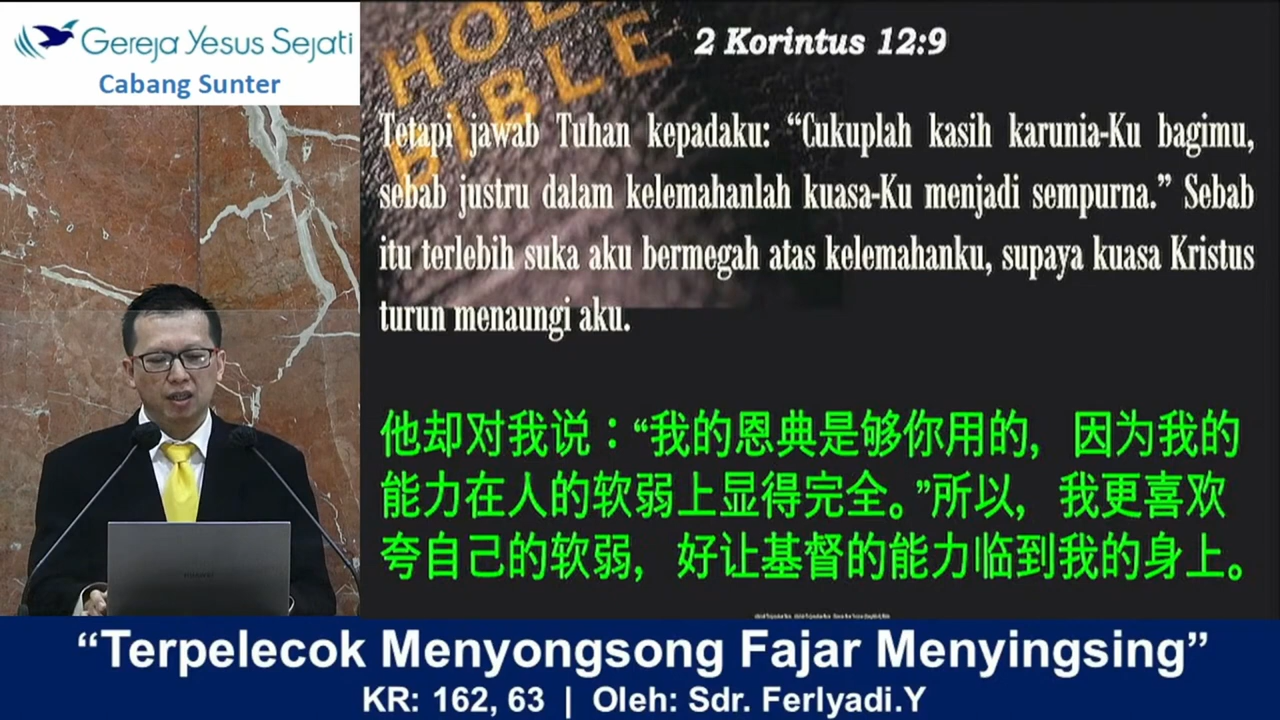 Gereja Yesus Sejati
Cabang Sunter
HOLY
BIBLE
2 Korintus 12:9
Tetapi jawab Tuhan kepadaku: “Cukuplah kasih karunia-Ku bagimu,
sebab justru dalam kelemahanlah kuasa-Ku menjadi sempurna.” Sebab
itu terlebih suka aku bermegah atas kelemahanku, supaya kuasa Kristus
turun menaungi aku.
他却对我说：“我的恩典是够你用的，因为我的
能力在人的软弱上显得完全。”所以，我更喜欢
夸自己的软弱，好让基督的能力临到我的身上。
“Terpelecok Menyongsong Fajar Menyingsing”
KR: 162, 63 | Oleh: Sdr. Ferlyadi.Y